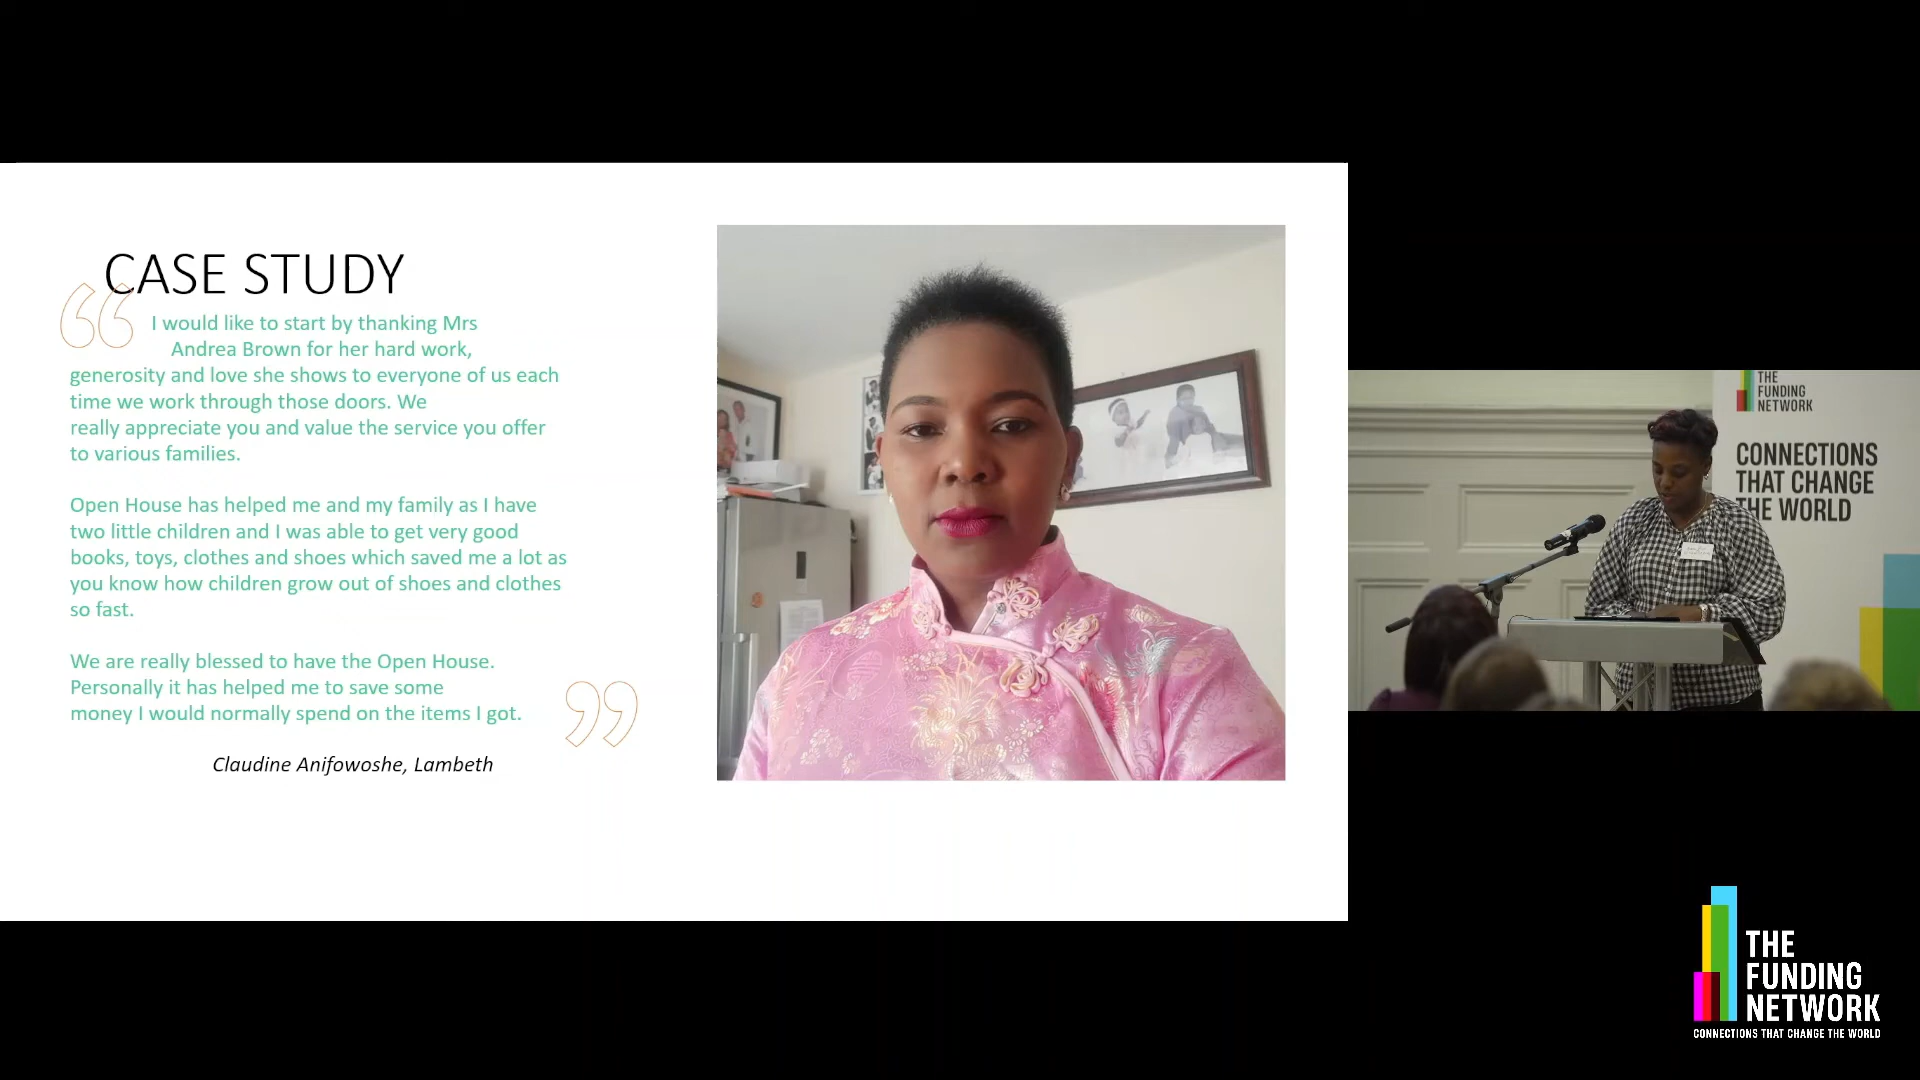 CASE STUDY
“
I would like to start by thanking Mrs
Andrea Brown for her hard work,
generosity and love she shows to everyone of us each
time we work through those doors. We
really appreciate you and value the service you offer
to various families.
Open House has helped me and my family as I have
two little children and I was able to get very good
books, toys, clothes and shoes which saved me a lot as
you know how children grow out of shoes and clothes
so fast.
We are really blessed to have the Open House.
Personally it has helped me to save some
money I would normally spend on the items I got.
”
Claudine Anifowoshe, Lambeth
THE
FUNDING
NETWORK
CONNECTIONS
THAT CHANGE
THE WORLD
THE
FUNDING
NETWORK
CONNECTIONS THAT CHANGE THE WORLD